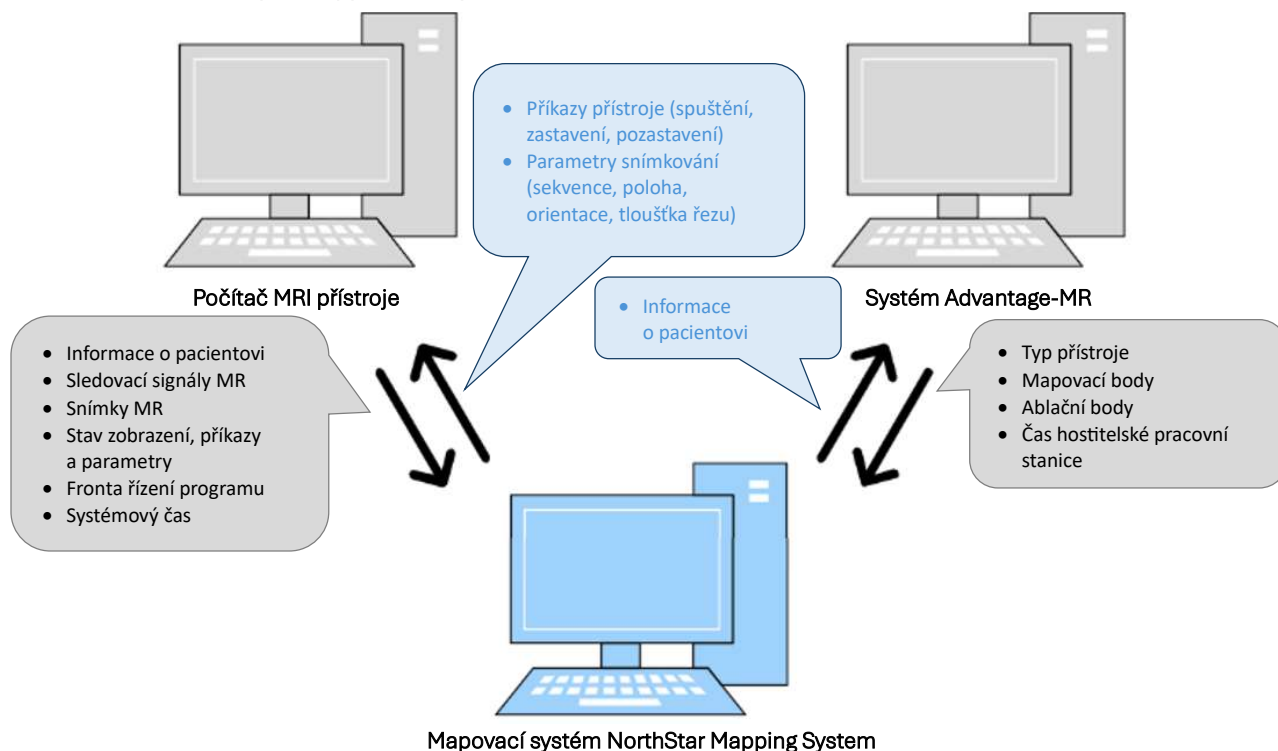 • Příkazy přístroje (spuštění,
zastavení, pozastavení)
• Parametry snímkování
(sekvence, poloha,
orientace, tloušťka řezu)
Počítač MRI přístroje
Systém Advantage-MR
• Informace
o pacientovi
• Informace o pacientovi
• Sledovací signály MR
• Snímky MR
• Stav zobrazení, příkazy
a parametry
• Fronta řízení programu
• Systémový čas
• Typ přístroje
• Mapovací body
• Ablační body
• Čas hostitelské pracovní
stanice
Mapovací systém NorthStar Mapping System